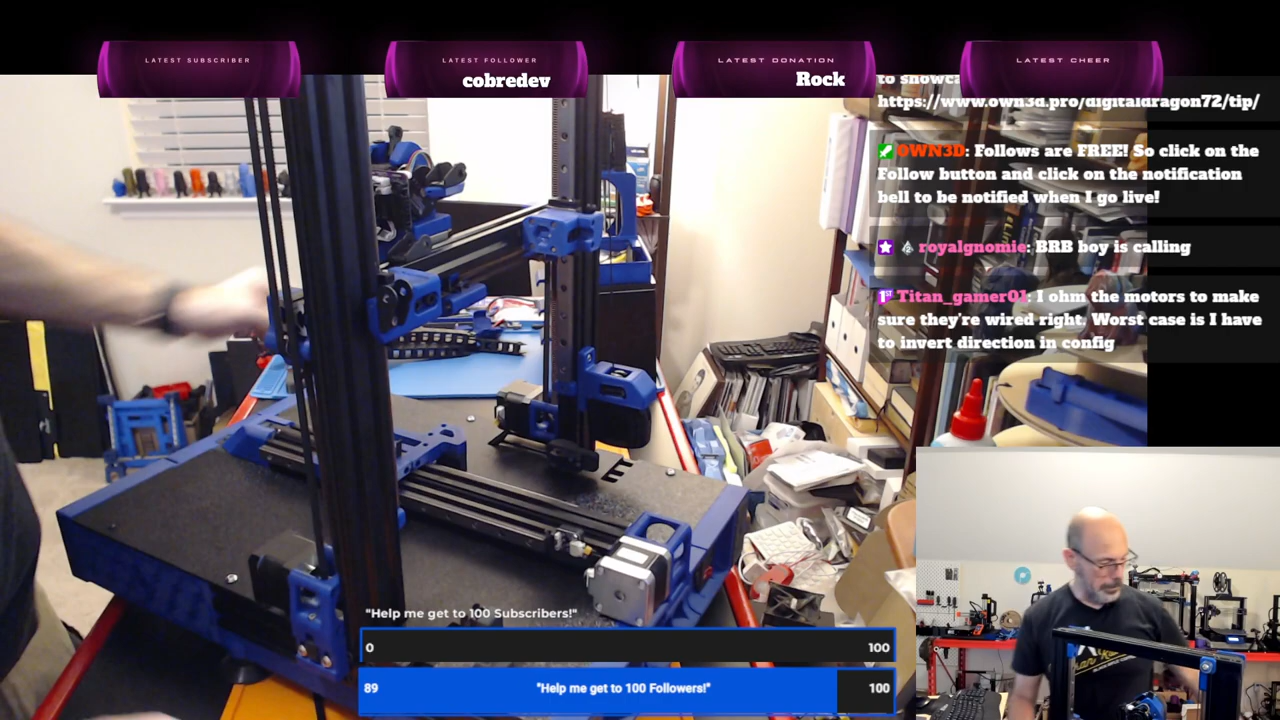 LATEST SUBSCRIBER
LATEST FOLLOWER
cobredev
LATEST DONATION
Rock
LATEST CHEER
to showca
https://www.own3d.pro/digitaldragon72/tip/
OWN3D: Follows are FREE! So click on the
Follow button and click on the notification
bell to be notified when I go live!
royalgnomie: BRB boy is calling
1ST Titan_gamer01: I ohm the motors to make
sure they're wired right. Worst case is I have
to invert direction in config
"Help me get to 100 Subscribers!"
0 100
89 "Help me get to 100 Followers!" 100